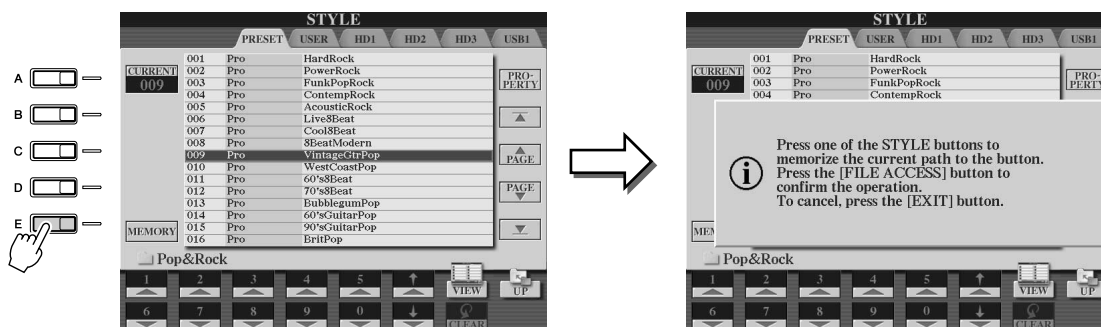 STYLE
PRESET USER HD1 HD2 HD3 USB1
A
B
C
D
E
CURRENT
009
MEMORY
001 Pro HardRock
002 Pro PowerRock
003 Pro FunkPopRock
004 Pro ContempRock
005 Pro AcousticRock
006 Pro Live8Beat
007 Pro Cool8Beat
008 Pro 8BeatModern
009 Pro VintageGtrPop
010 Pro WestCoastPop
011 Pro 60's8Beat
012 Pro 70's8Beat
013 Pro BubblegumPop
014 Pro 60'sGuitarPop
015 Pro 90'sGuitarPop
016 Pro BritPop
PRO-
PERTY
PAGE
PAGE
Pop&Rock
1 2 3 4 5 VIEW UP
6 7 8 9 0 CLEAR
STYLE
PRESET USER HD1 HD2 HD3 USB1
CURRENT
009
001 Pro HardRock
002 Pro PowerRock
003 Pro FunkPopRock
004 Pro ContempRock
PRO-
PERTY
Press one of the STYLE buttons to
memorize the current path to the button.
Press the [FILE ACCESS] button to
confirm the operation.
To cancel, press the [EXIT] button.
MEM
Pop&Rock
1 2 3 4 5 VIEW UP
6 7 8 9 0 CLEAR